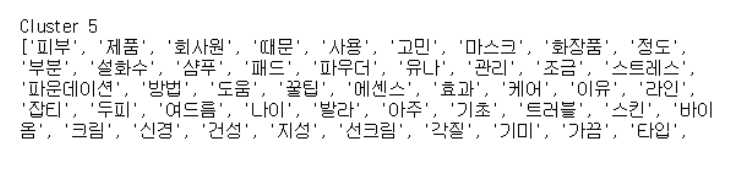 Cluster 5
['피부', '제품', '회사원', '때문', '사용', '고민', '마스크', '화장품', '정도',
'부분', '설화수', '샴푸', '패드', '파우더', '유나', '관리', '조금', '스트레스',
'파운데이션', '방법', '도움', '꿀팁', '에센스', '효과', '케어', '이유', '라인',
'잡티', '두피', '여드름', '나이', '발라', '아주', '기초', '트러블', '스킨', '바이
옴', '크림', '신경', '건성', '지성', '선크림', '각질', '기미', '가끔', '타입',